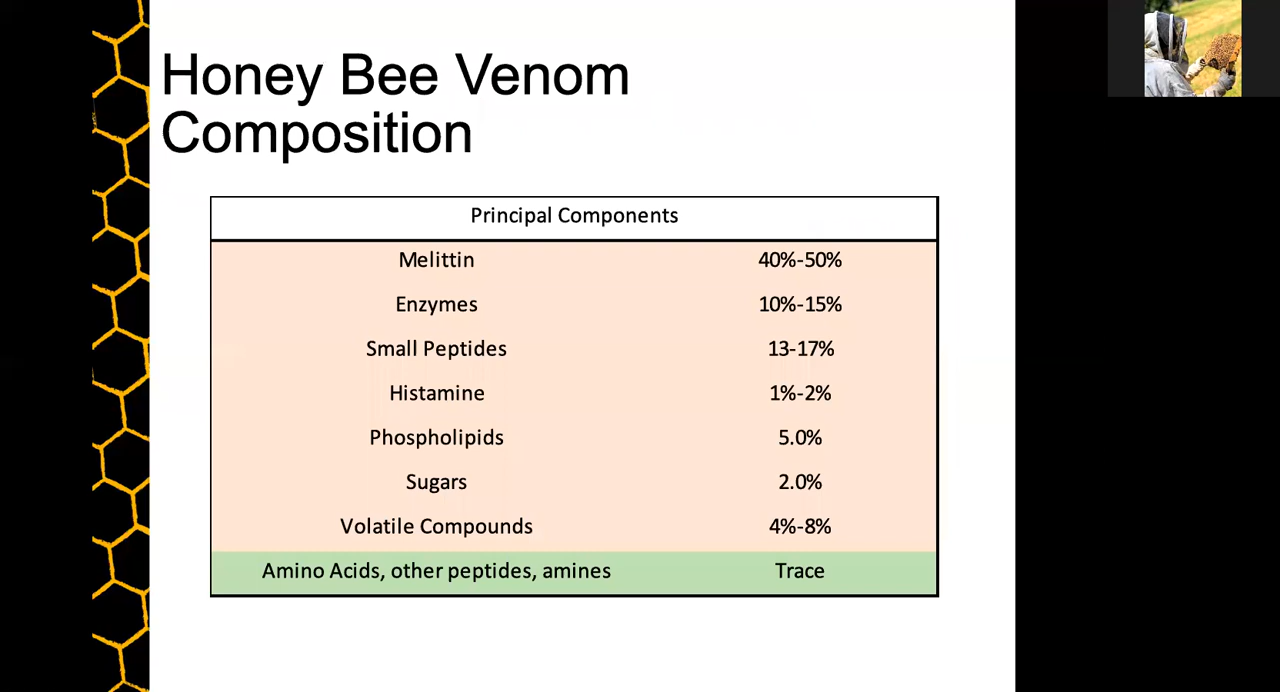 Honey Bee Venom
Composition
Principal Components
Melittin 40%-50%
Enzymes 10%-15%
Small Peptides 13-17%
Histamine 1%-2%
Phospholipids 5.0%
Sugars 2.0%
Volatile Compounds 4%-8%
Amino Acids, other peptides, amines Trace